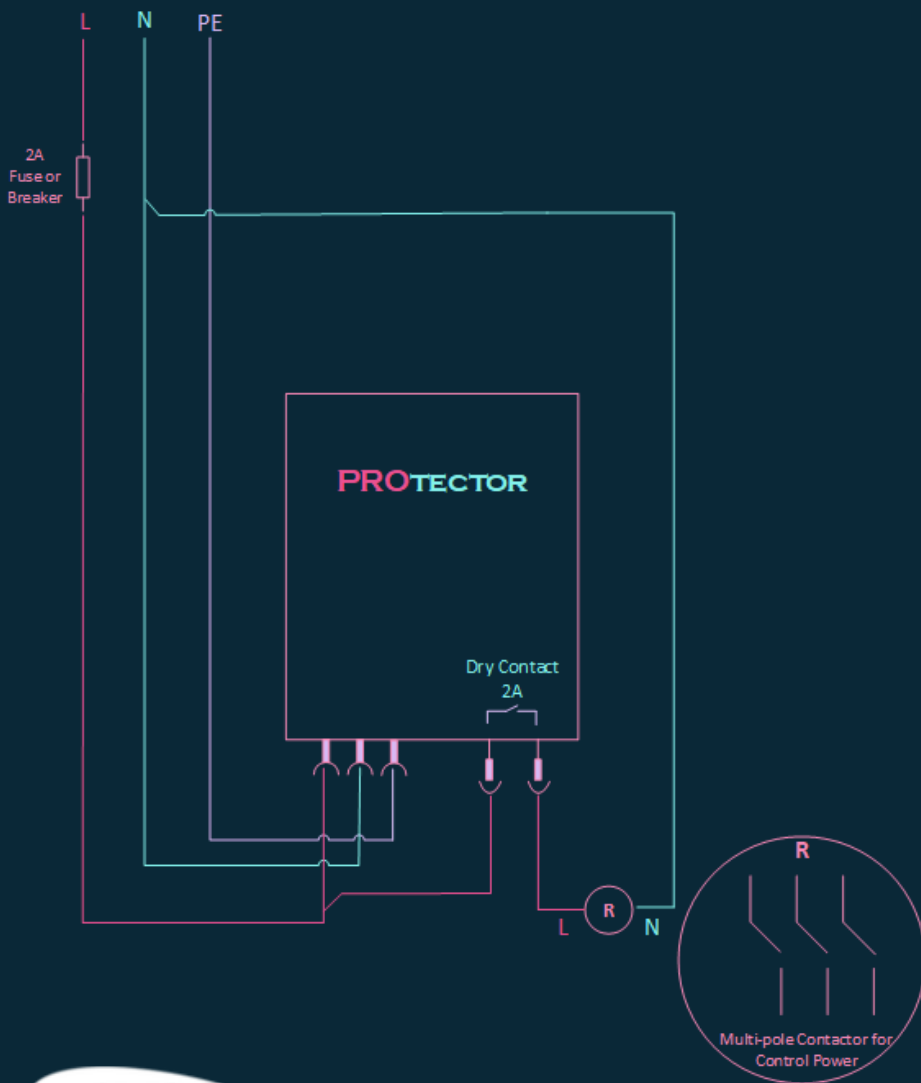 L N PE
2A
Fuse or
Breaker
PROTECTOR
Dry Contact
2A
R
L
R
N
Multi-pole Contactor for
Control Power